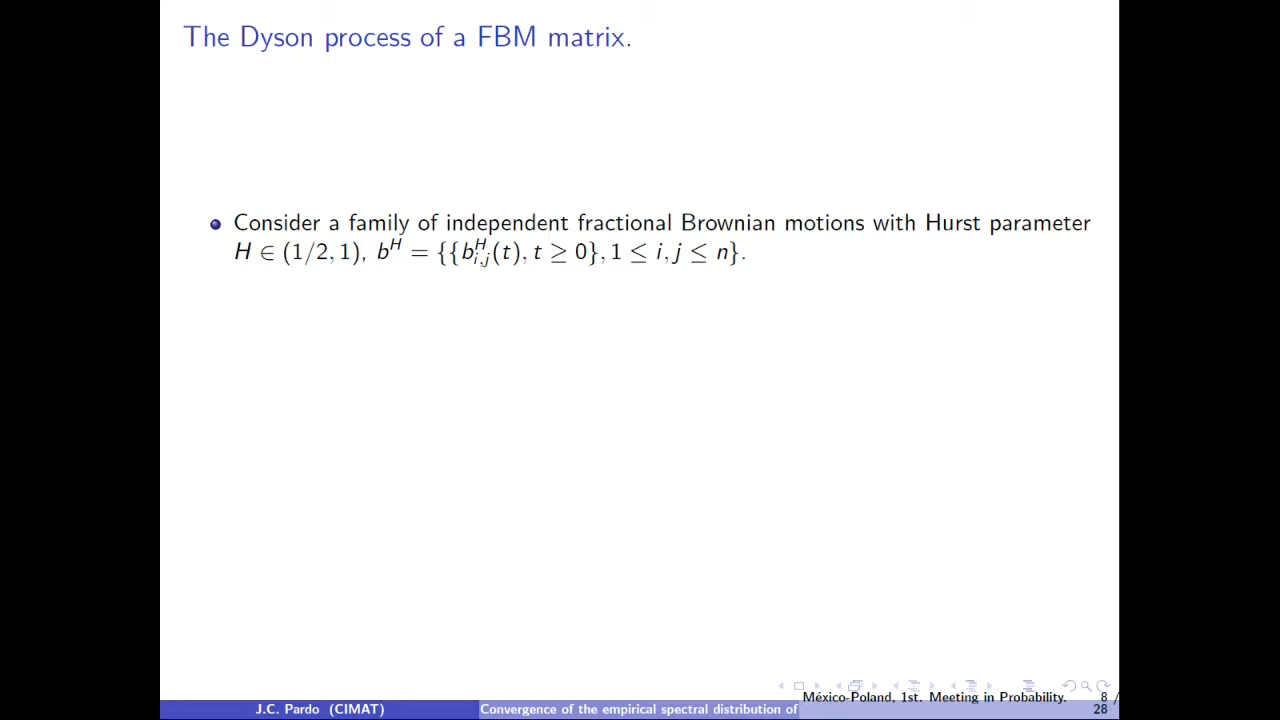 The Dyson process of a FBM matrix.
Consider a family of independent fractional Brownian motions with Hurst parameter
H ∈ (1/2, 1), b^H = {{b^H_{i,j}(t), t ≥ 0}, 1 ≤ i, j ≤ n}.
México-Poland, 1st. Meeting in Probability. 8 /
J.C. Pardo (CIMAT) Convergence of the empirical spectral distribution of 28